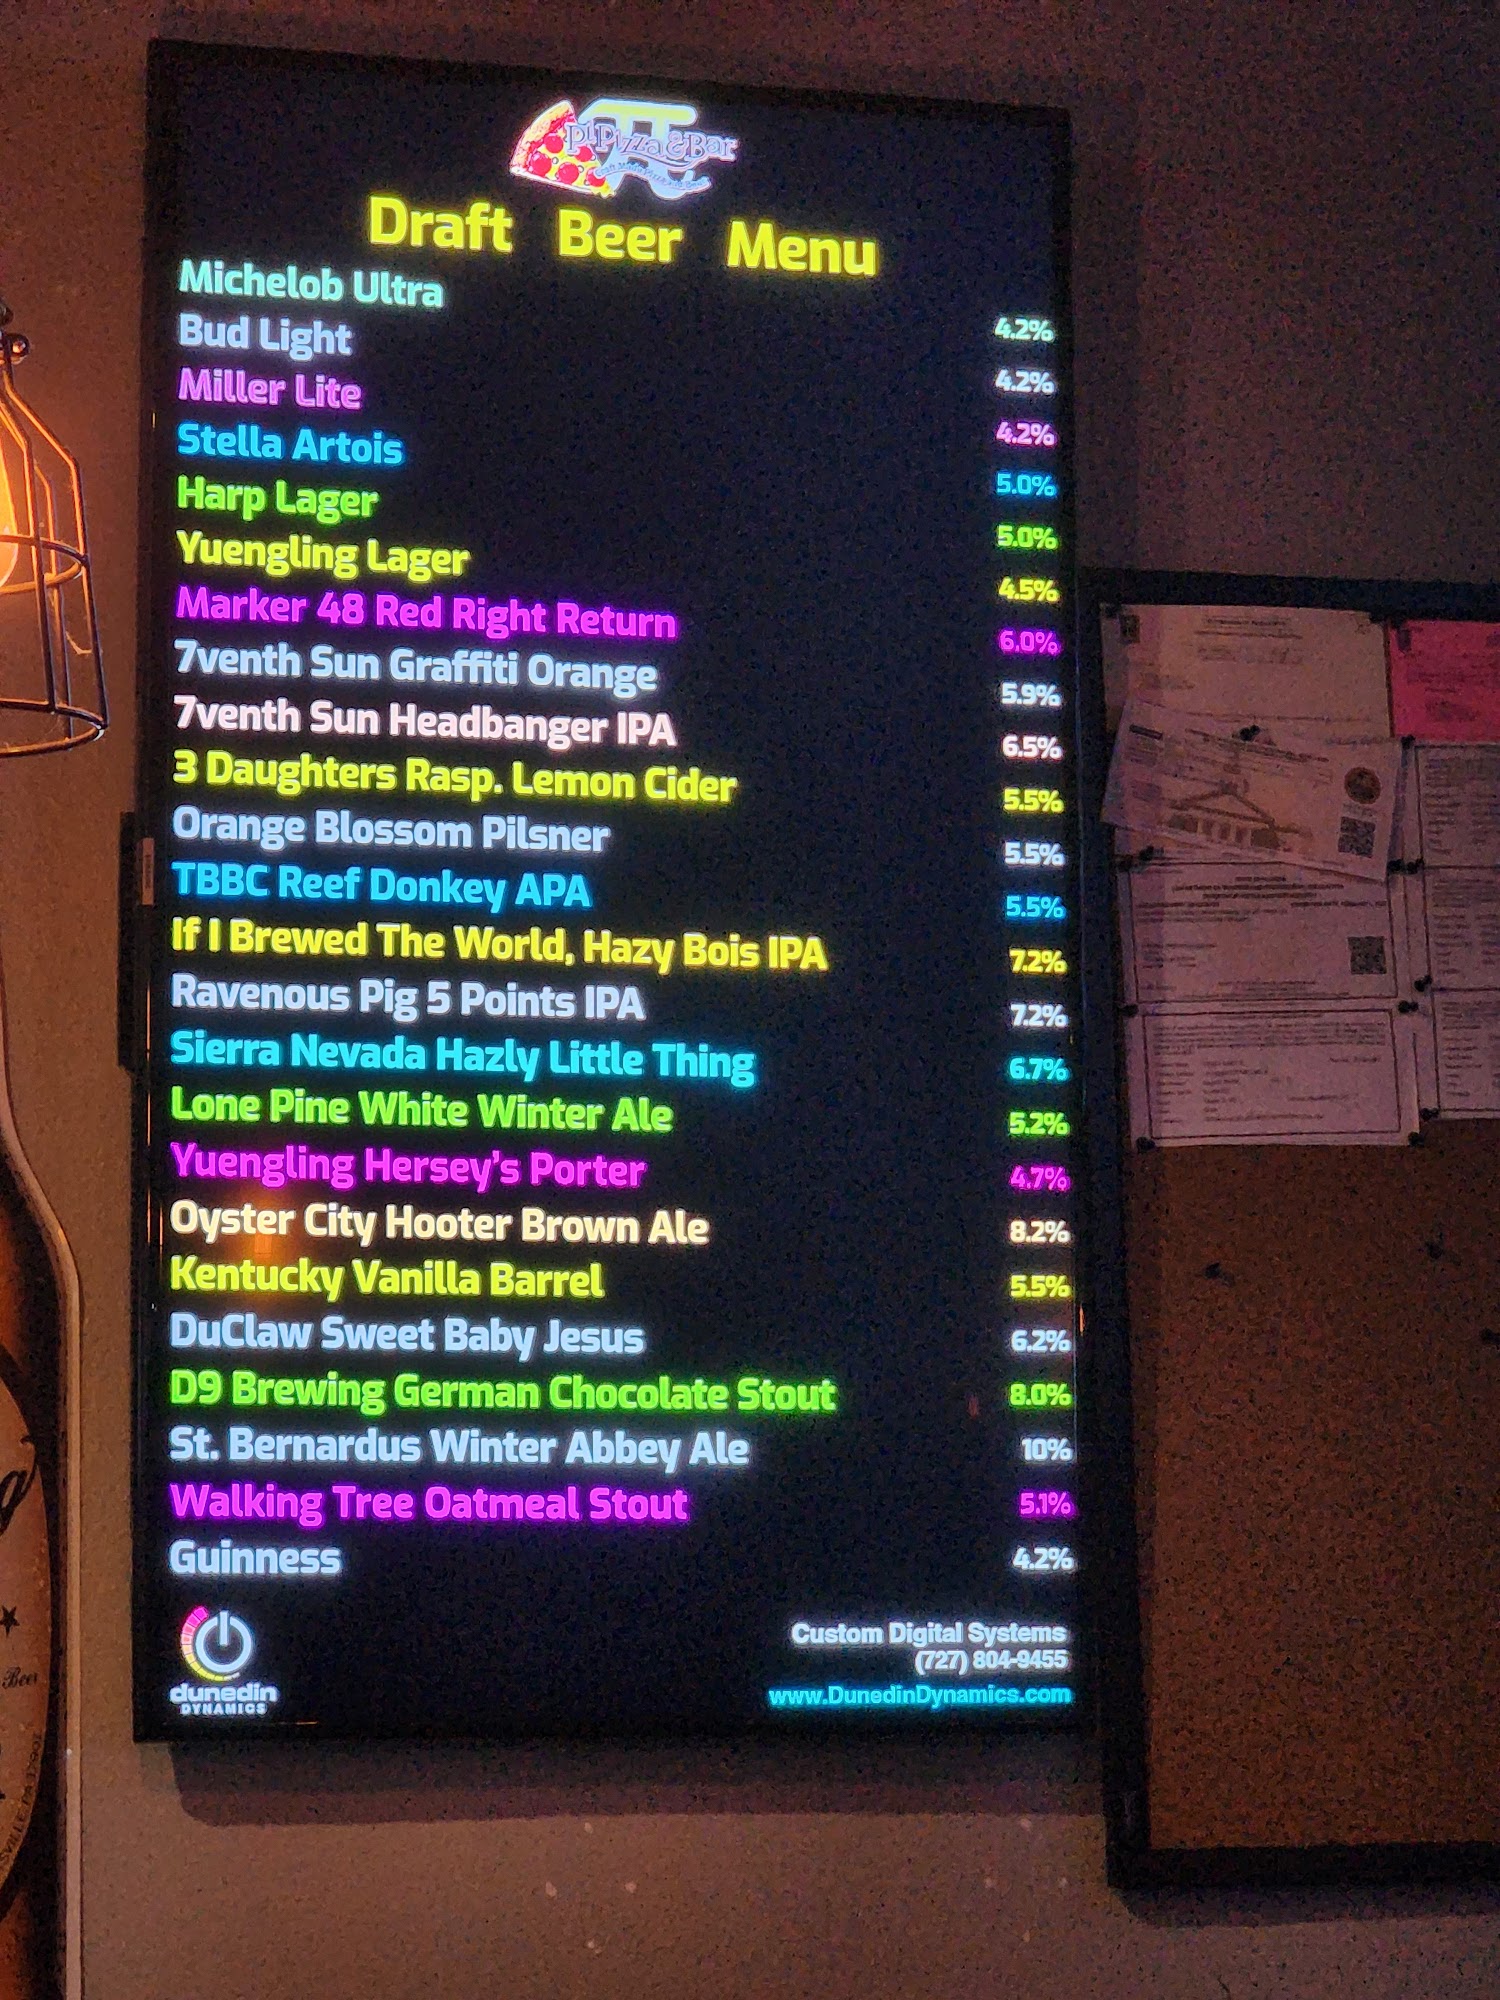 Pi Pizza & Bar
Draft Beer Menu
Michelob Ultra 4.2%
Bud Light 4.2%
Miller Lite 4.2%
Stella Artois 5.0%
Harp Lager 5.0%
Yuengling Lager 4.5%
Marker 48 Red Right Return 6.0%
7venth Sun Graffiti Orange 5.9%
7venth Sun Headbanger IPA 6.5%
3 Daughters Rasp. Lemon Cider 5.5%
Orange Blossom Pilsner 5.5%
TBBC Reef Donkey APA 5.5%
If I Brewed The World, Hazy Bois IPA 7.2%
Ravenous Pig 5 Points IPA 7.2%
Sierra Nevada Hazly Little Thing 6.7%
Lone Pine White Winter Ale 5.2%
Yuengling Hersey's Porter 4.7%
Oyster City Hooter Brown Ale 8.2%
Kentucky Vanilla Barrel 5.5%
DuClaw Sweet Baby Jesus 6.2%
D9 Brewing German Chocolate Stout 8.0%
St. Bernardus Winter Abbey Ale 10%
Walking Tree Oatmeal Stout 5.1%
Guinness 4.2%
dunedin
DYNAMICS
Custom Digital Systems
(727) 804-9455
www.DunedinDynamics.com
Beer